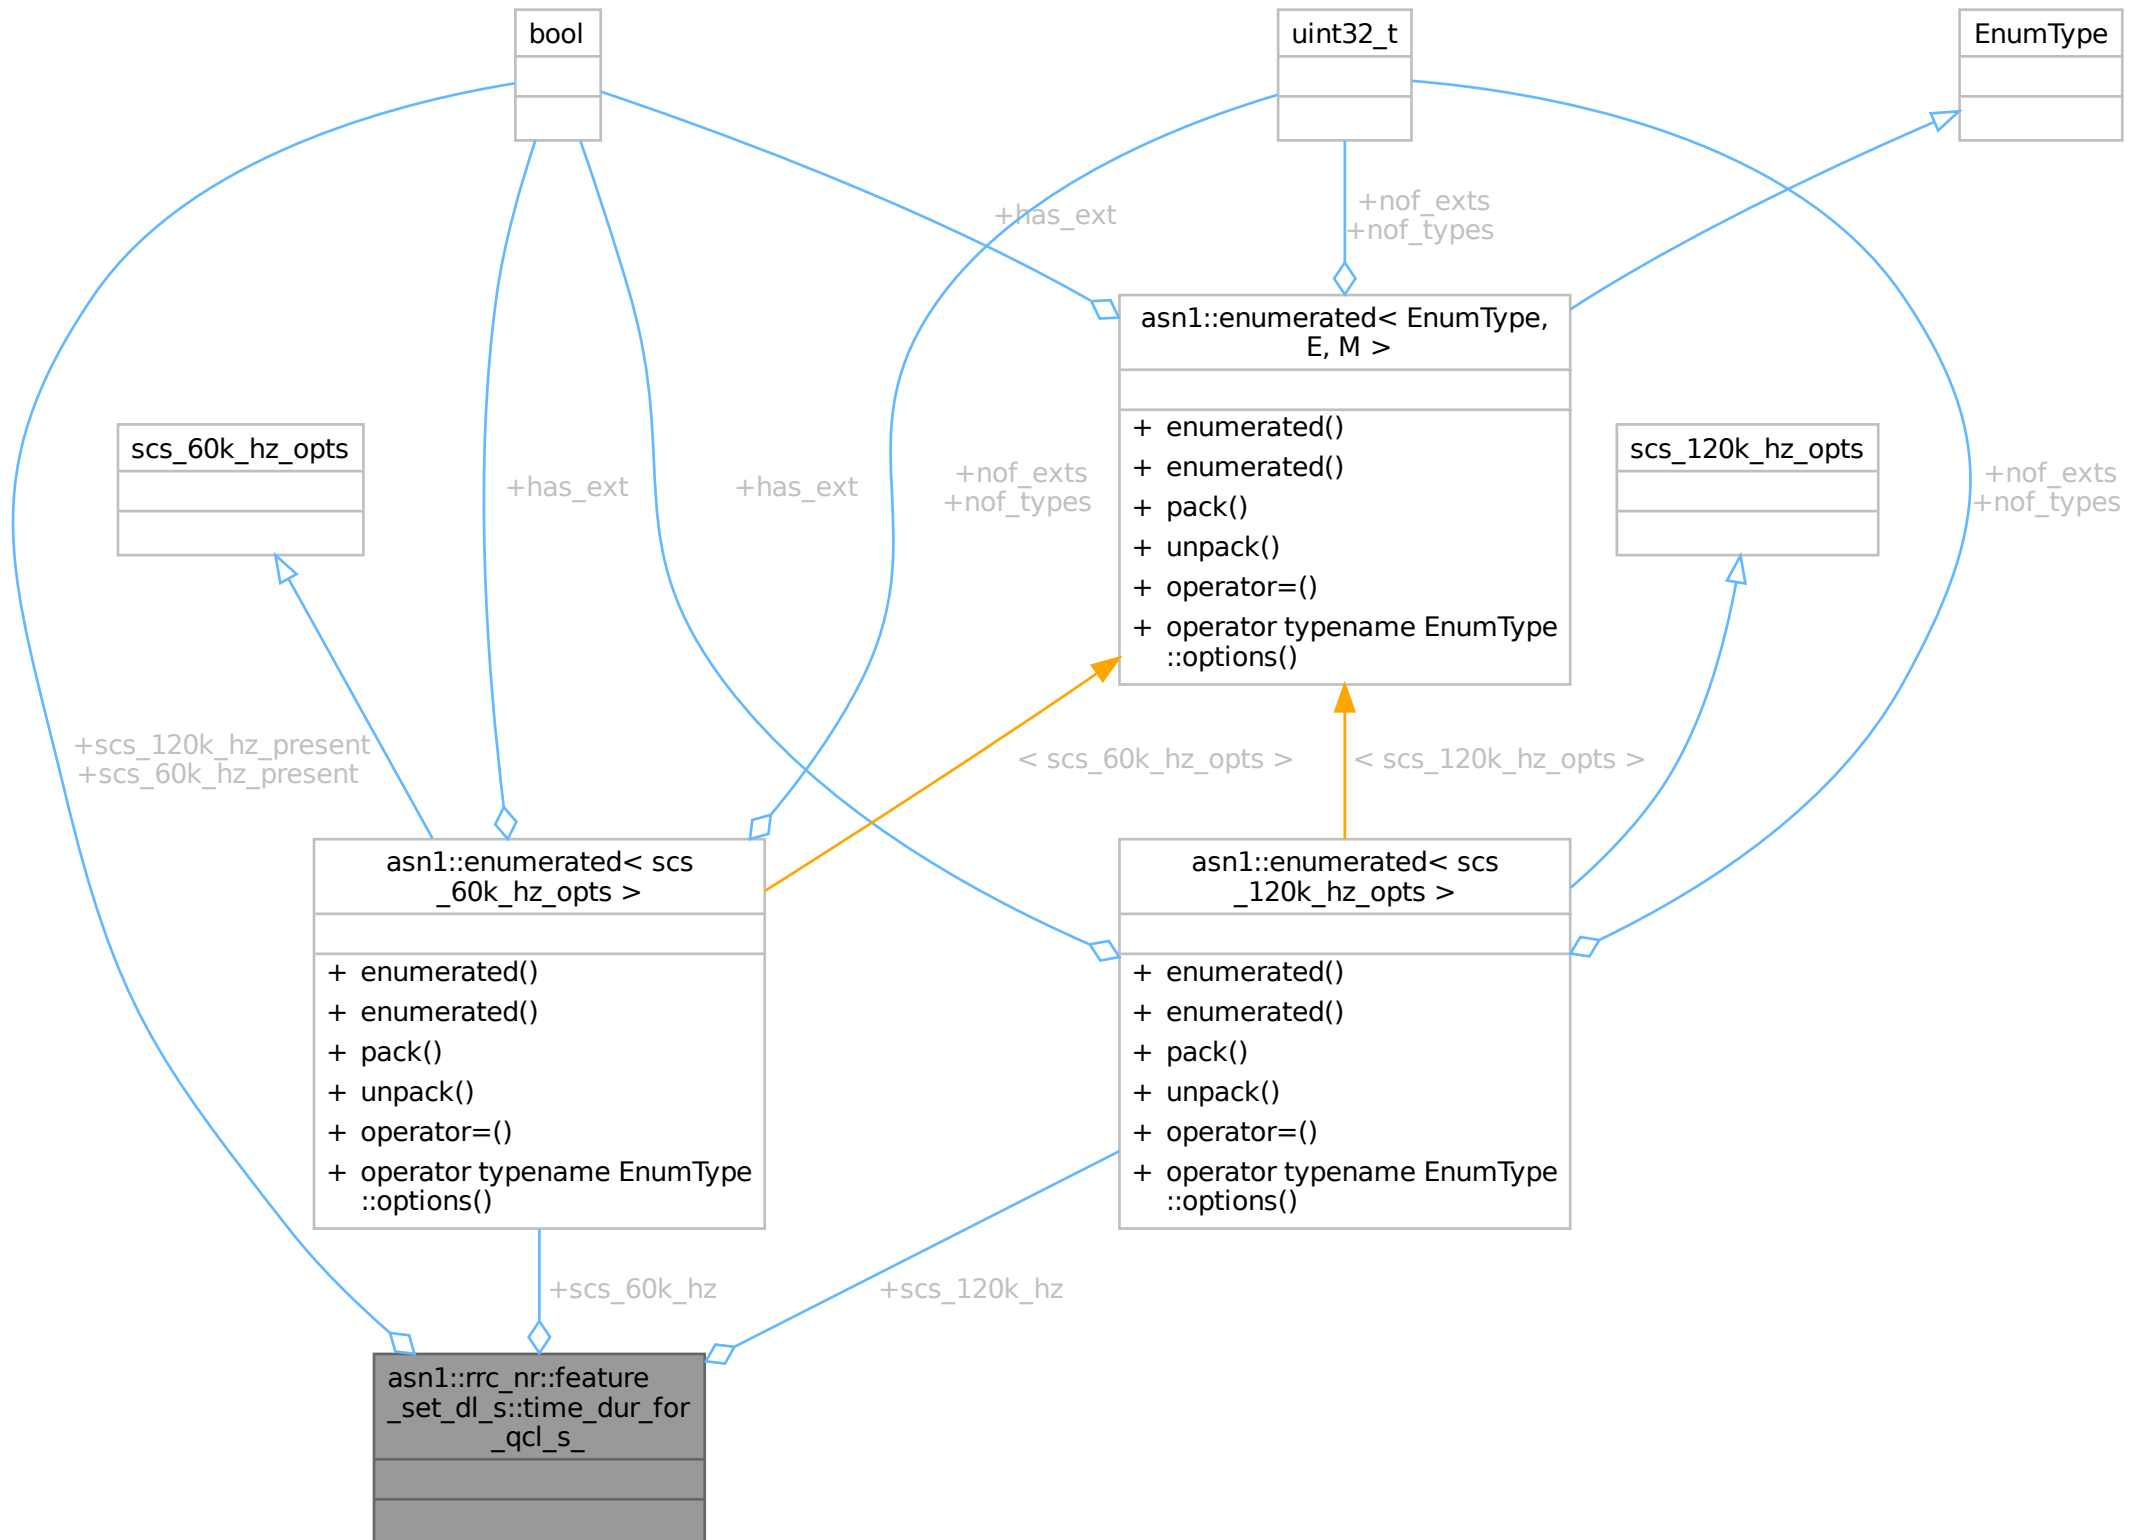 bool
uint32_t
EnumType
+has_ext
+nof_exts
+nof_types
asn1::enumerated< EnumType,
E, M >
+ enumerated()
+ enumerated()
+ pack()
+ unpack()
+ operator=()
+ operator typename EnumType
::options()
scs_60k_hz_opts
scs_120k_hz_opts
+has_ext
+has_ext
+nof_exts
+nof_types
+nof_exts
+nof_types
+scs_120k_hz_present
+scs_60k_hz_present
< scs_60k_hz_opts >
< scs_120k_hz_opts >
asn1::enumerated< scs
_60k_hz_opts >
+ enumerated()
+ enumerated()
+ pack()
+ unpack()
+ operator=()
+ operator typename EnumType
::options()
asn1::enumerated< scs
_120k_hz_opts >
+ enumerated()
+ enumerated()
+ pack()
+ unpack()
+ operator=()
+ operator typename EnumType
::options()
+scs_60k_hz
+scs_120k_hz
asn1::rrc_nr::feature
_set_dl_s::time_dur_for
_qcl_s_